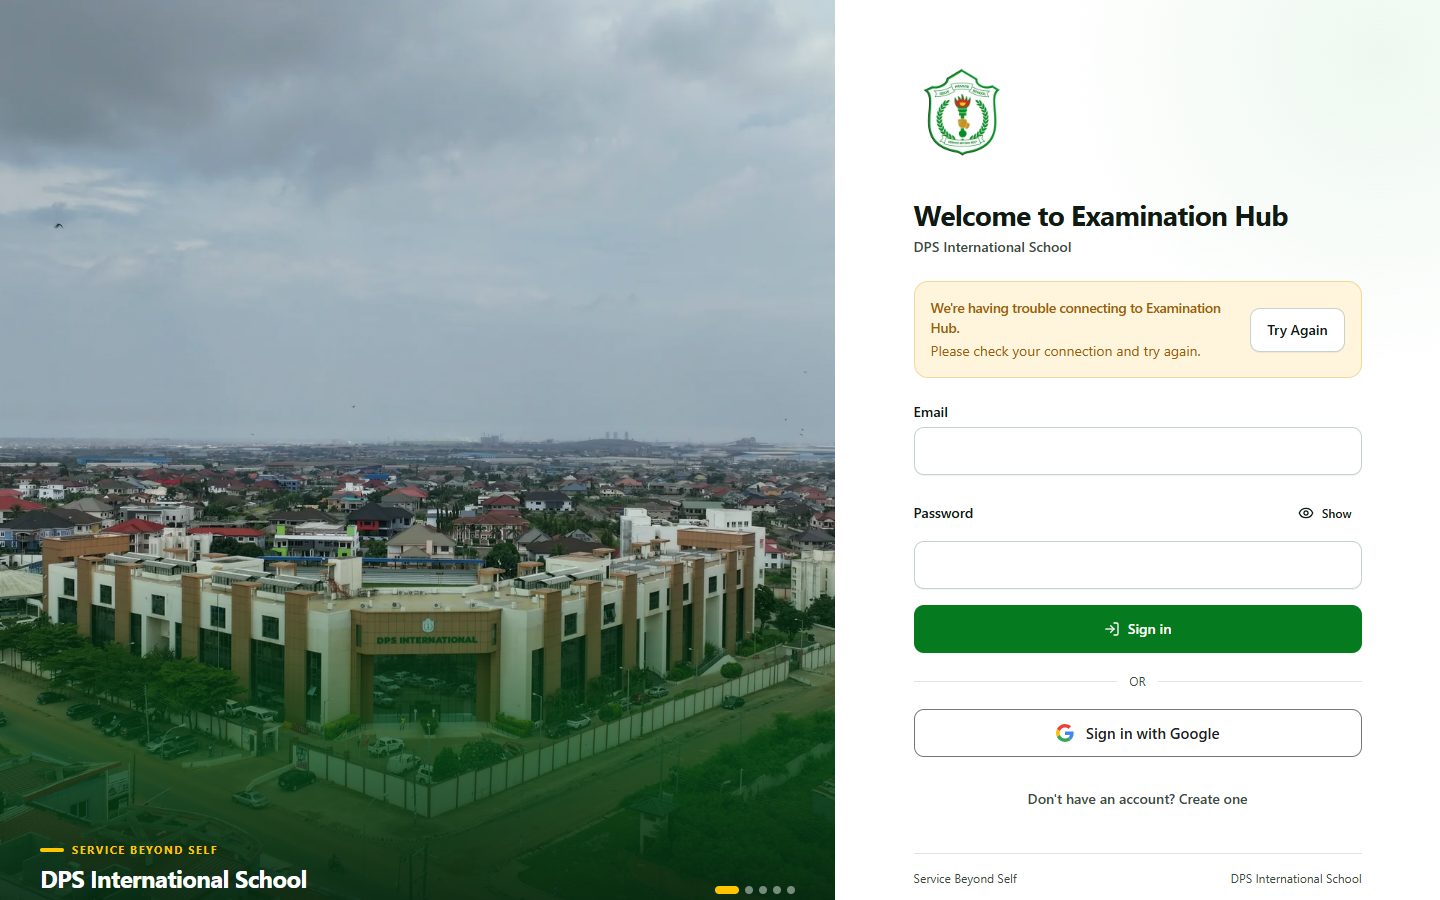 DPS INTERNATIONAL
SERVICE BEYOND SELF
DPS International School
Welcome to Examination Hub
DPS International School
We're having trouble connecting to Examination
Hub.
Please check your connection and try again.
Try Again
Email
Password
Show
Sign in
OR
Sign in with Google
Don't have an account? Create one
Service Beyond Self
DPS International School